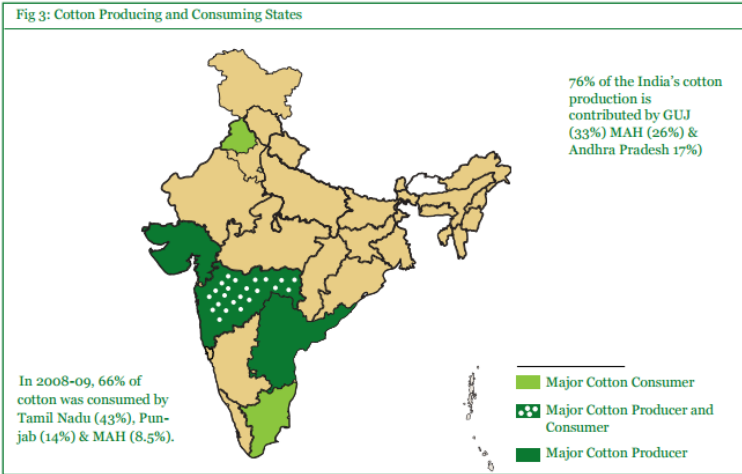 Fig 3: Cotton Producing and Consuming States
76% of the India's cotton
production is
contributed by GUJ
(33%) MAH (26%) &
Andhra Pradesh 17%)
In 2008-09, 66% of
cotton was consumed by
Tamil Nadu (43%), Pun-
jab (14%) & MAH (8.5%).
Major Cotton Consumer
Major Cotton Producer and
Consumer
Major Cotton Producer